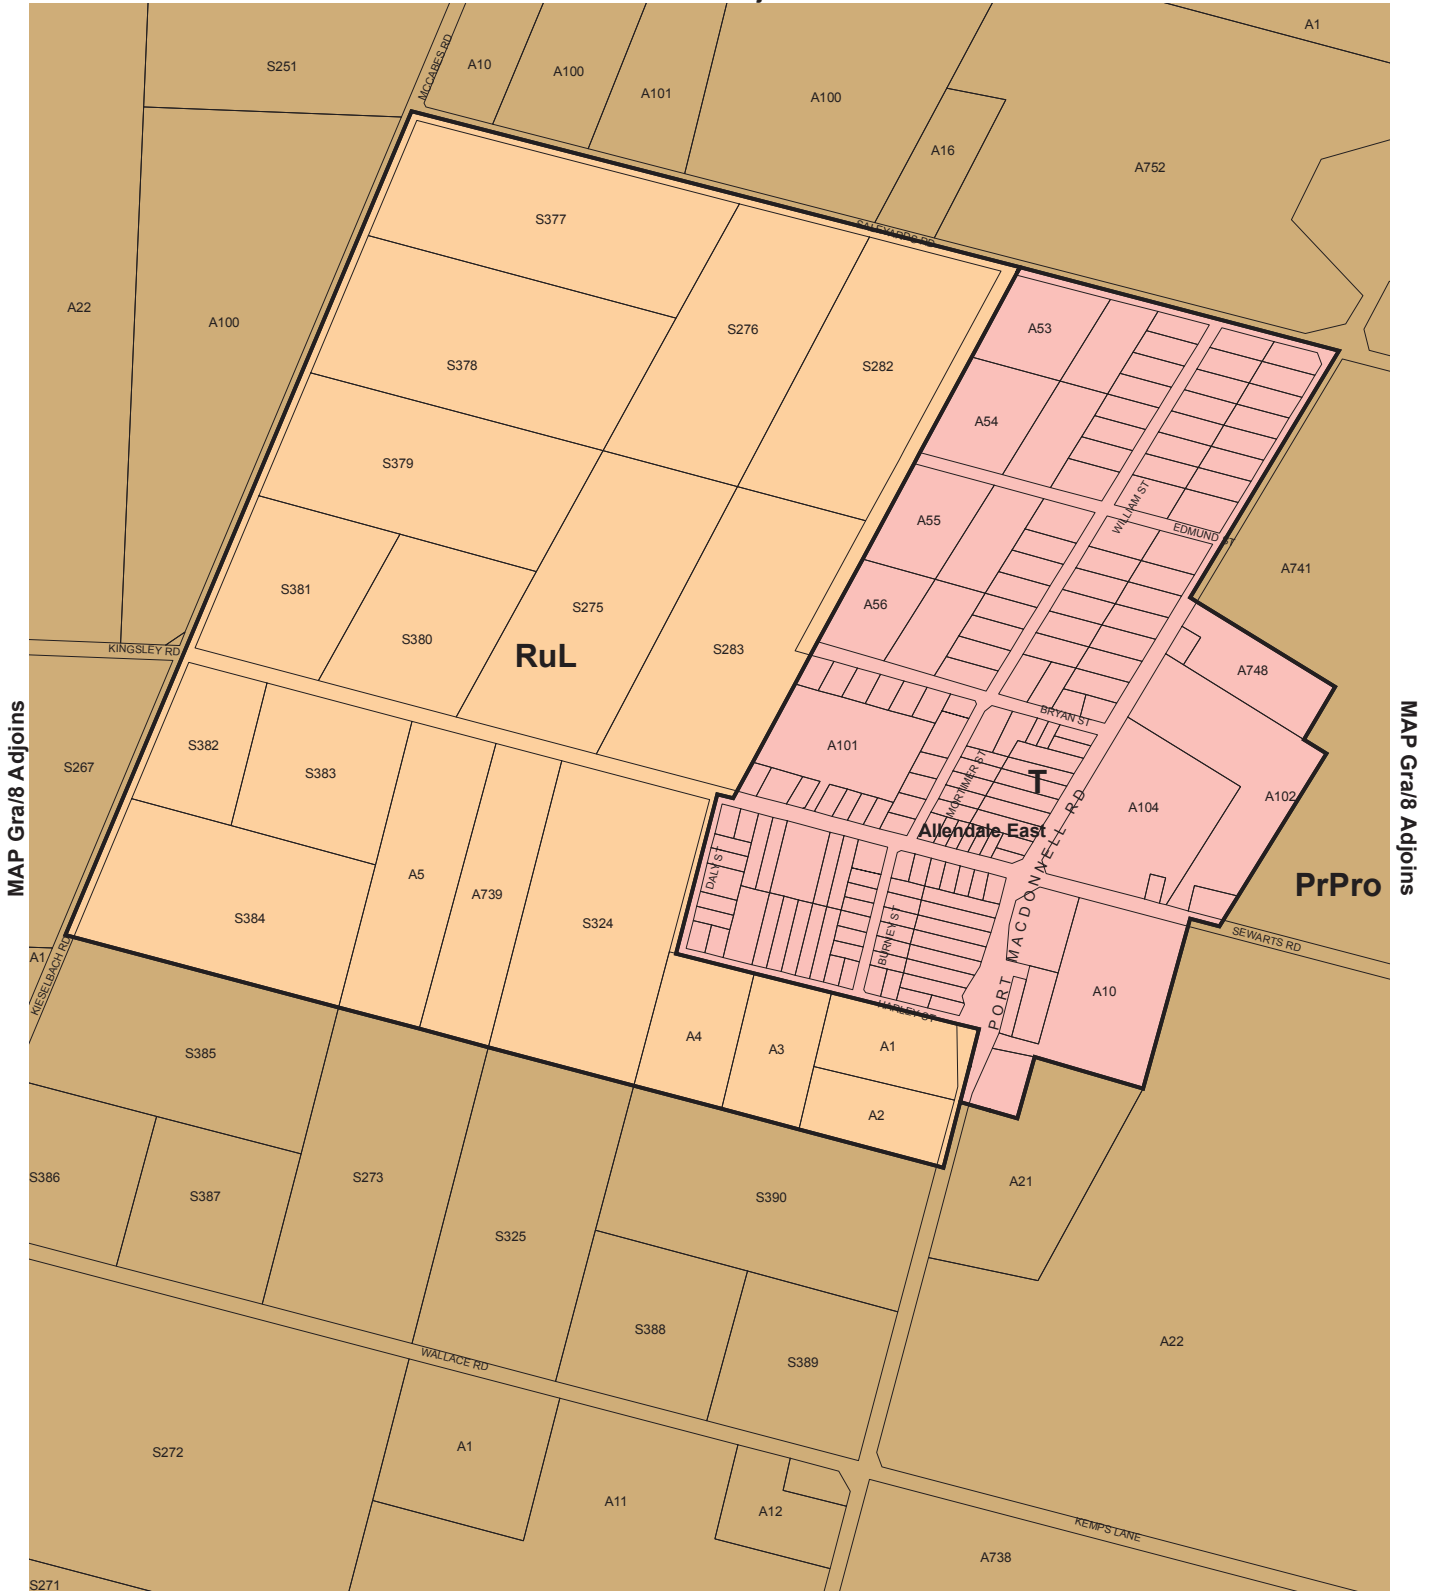 A1
S251
MCCABES RD
A10
A100
A101
A100
A16
A752
A22
A100
S377
SALEYARDS RD
S276
S282
A53
S378
A54
S379
WILLIAM ST
A55
EDMUND ST
A741
S381
S380
S275
A56
S283
RuL
KINGSLEY RD
A748
MAP Gra/8 Adjoins
S267
S382
S383
A101
BRYAN ST
MORTIMER ST
T
A104
A102
MAP Gra/8 Adjoins
Allendale East
PORT MACDONNELL RD
PrPro
DALY ST
A5
A739
S324
S384
BURNEY ST
SEWARTS RD
A1
KIESELBACH RD
A10
HARLEY ST
A4
A3
A1
A2
S385
S386
S387
S273
S325
S390
A21
S388
S389
A22
WALLACE RD
S272
A1
A11
A12
KEMPS LANE
A738
S271